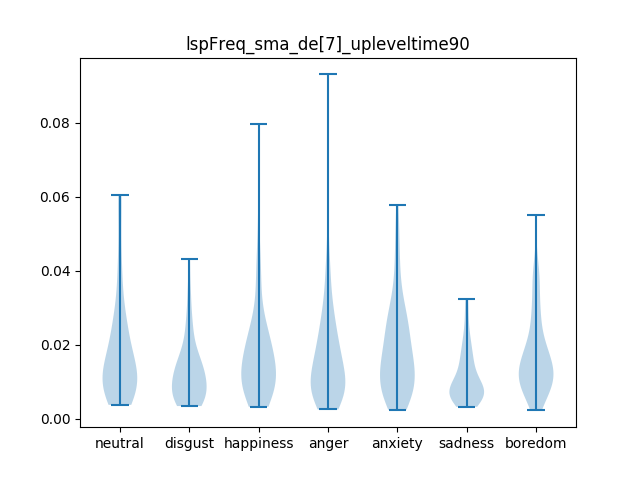 lspFreq_sma_de[7]_upleveltime90
0.08
0.06
0.04
0.02
0.00
neutral disgust happiness anger anxiety sadness boredom